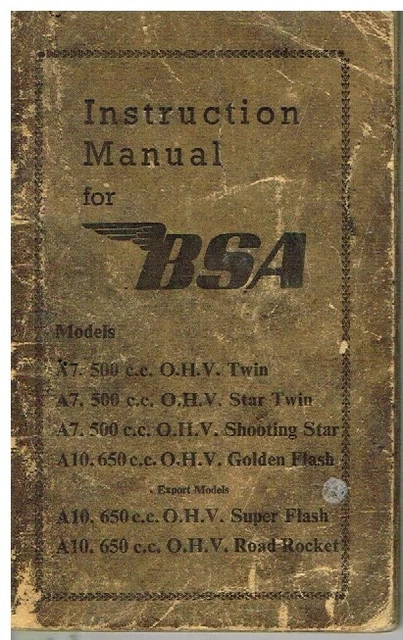 Instruction
Manual
for
BSA
Models
A7. 500 c.c. O.H.V. Twin
A7. 500 c.c. O.H.V. Star Twin
A7. 500 c.c. O.H.V. Shooting Star
A10. 650 c.c. O.H.V. Golden Flash
Export Models
A10. 650 c.c. O.H.V. Super Flash
A10. 650 c.c. O.H.V. Road Rocket